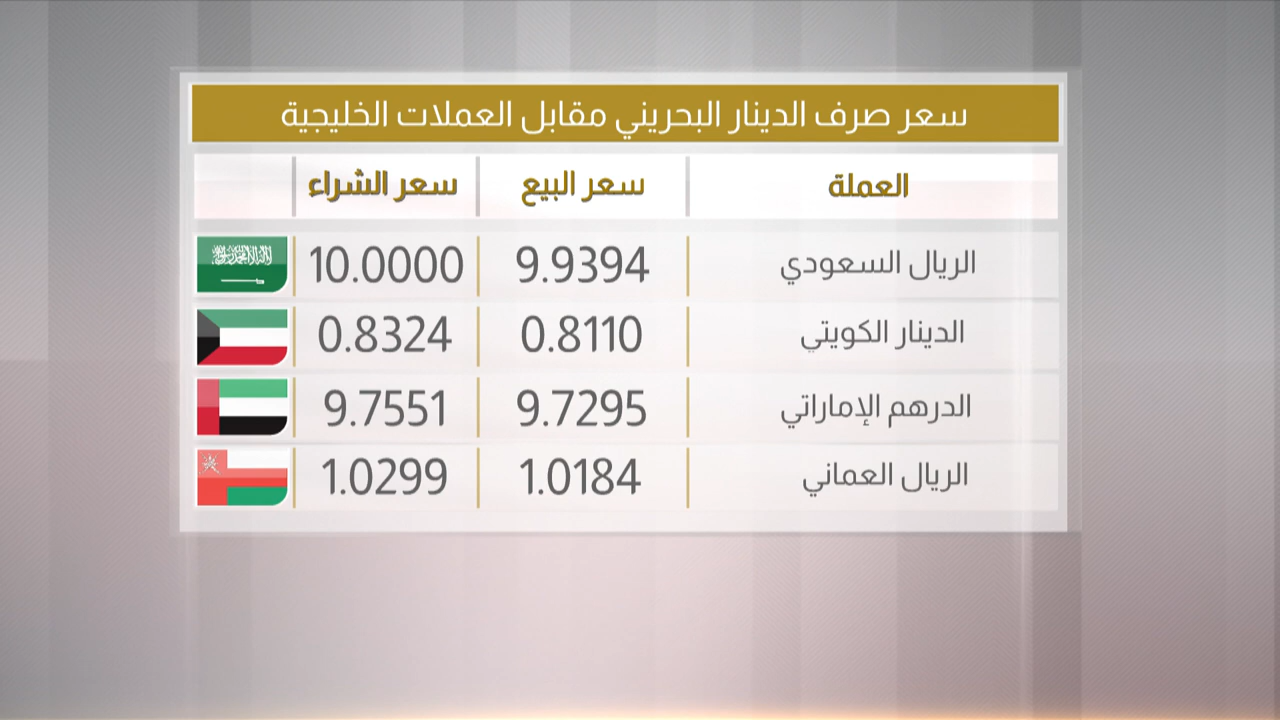 سعر صرف الدينار البحريني مقابل العملات الخليجية
العملة سعر البيع سعر الشراء
الريال السعودي 9.9394 10.0000
الدينار الكويتي 0.8110 0.8324
الدرهم الإماراتي 9.7295 9.7551
الريال العماني 1.0184 1.0299